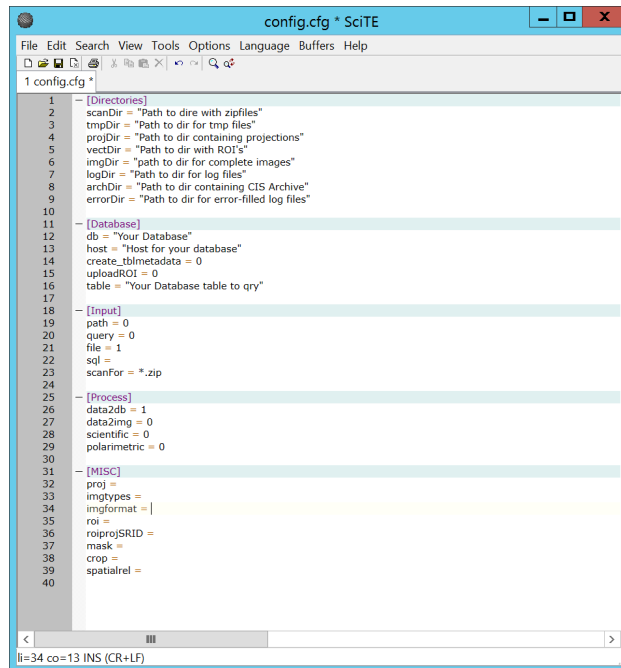 config.cfg * SciTE
File Edit Search View Tools Options Language Buffers Help
1 config.cfg *
1 [Directories]
2 scanDir = "Path to dire with zipfiles"
3 tmpDir = "Path to dir for tmp files"
4 projDir = "Path to dir containing projections"
5 vectDir = "Path to dir with ROI's"
6 imgDir = "path to dir for complete images"
7 logDir = "Path to dir for log files"
8 archDir = "Path to dir containing CIS Archive"
9 errorDir = "Path to dir for error-filled log files"
10
11 [Database]
12 db = "Your Database"
13 host = "Host for your database"
14 create_tblmetadata = 0
15 uploadROI = 0
16 table = "Your Database table to qry"
17
18 [Input]
19 path = 0
20 query = 0
21 file = 1
22 sql =
23 scanFor = *.zip
24
25 [Process]
26 data2db = 1
27 data2img = 0
28 scientific = 0
29 polarimetric = 0
30
31 [MISC]
32 proj =
33 imgtypes =
34 imgformat =
35 roi =
36 roiprojSRID =
37 mask =
38 crop =
39 spatialrel =
40
li=34 co=13 INS (CR+LF)